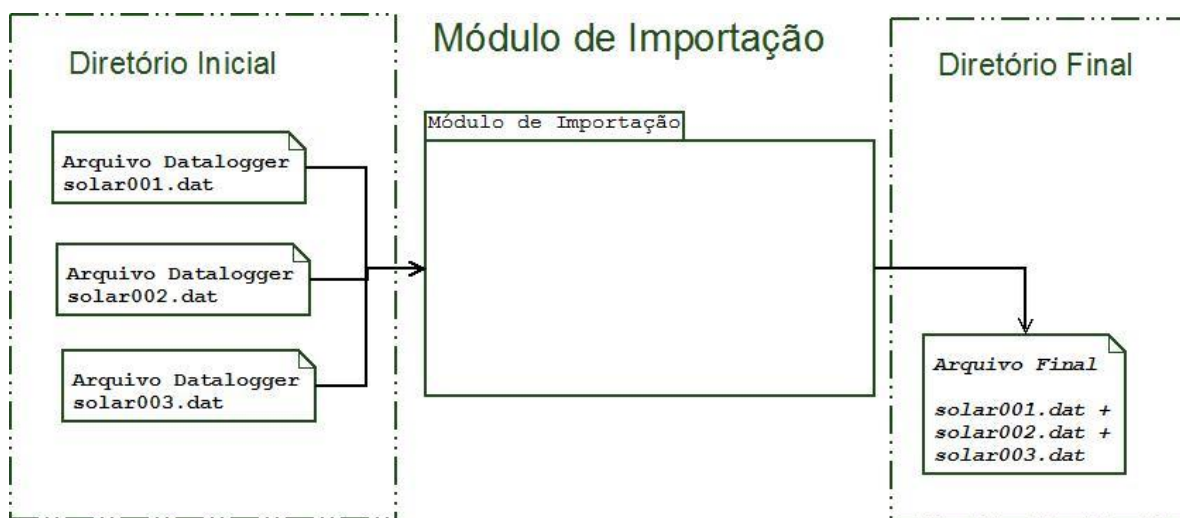 Diretório Inicial
Arquivo Datalogger
solar001.dat
Arquivo Datalogger
solar002.dat
Arquivo Datalogger
solar003.dat
Módulo de Importação
Módulo de Importação
Diretório Final
Arquivo Final
solar001.dat +
solar002.dat +
solar003.dat